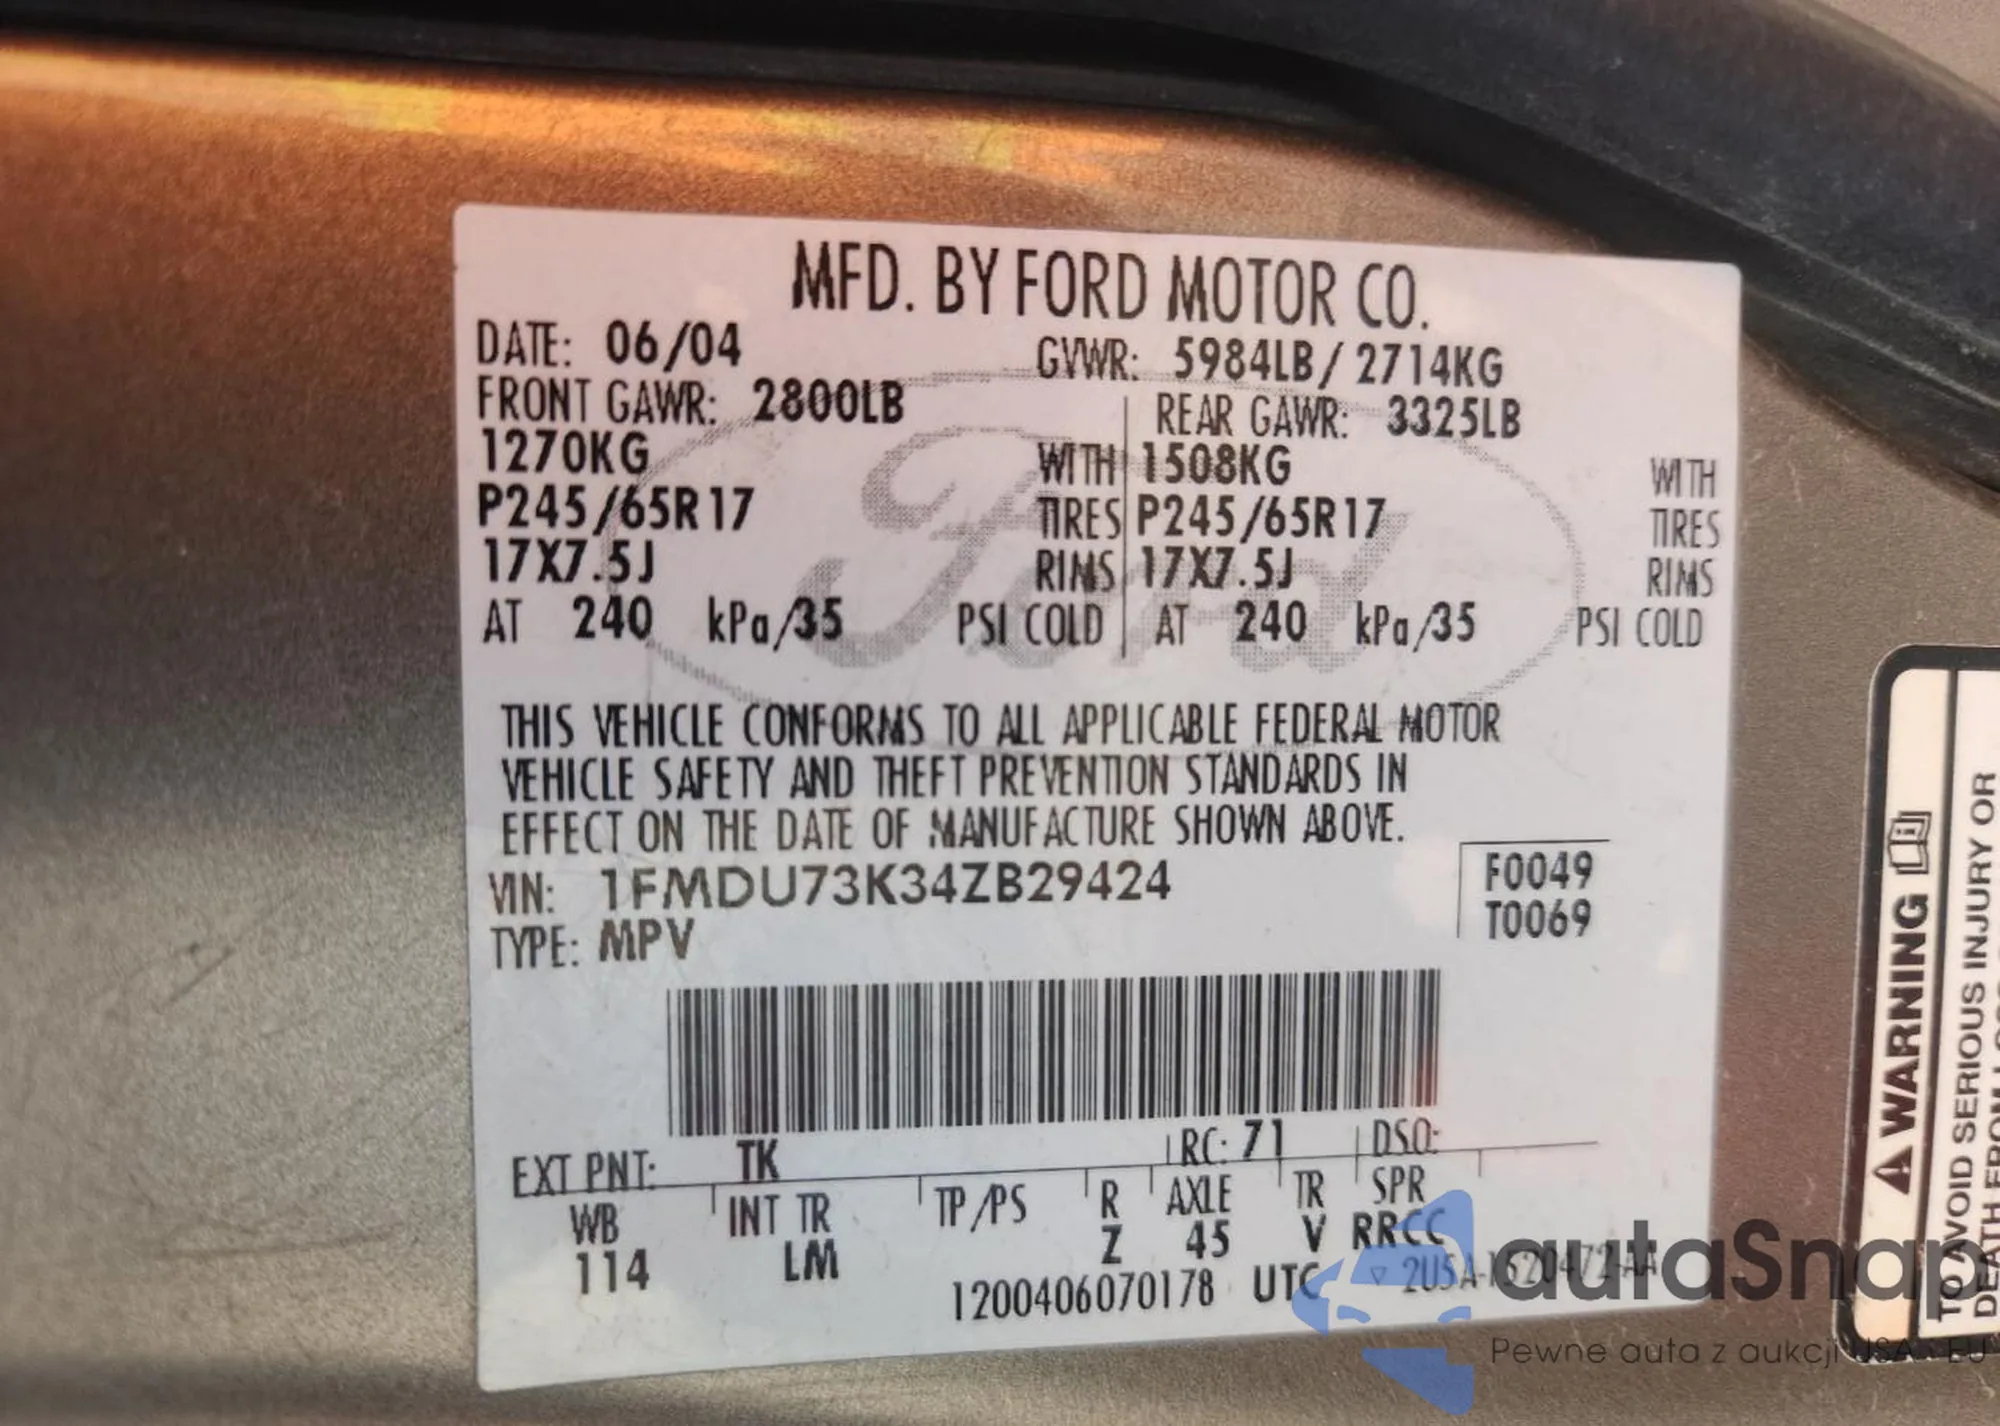 MFD. BY FORD MOTOR CO.
DATE: 06/04 GVWR: 5984LB / 2714KG
FRONT GAWR: 2800LB REAR GAWR: 3325LB
1270KG WITH 1508KG WITH
P245/65R17 TIRES P245/65R17 TIRES
17X7.5J RIMS 17X7.5J RIMS
AT 240 kPa/35 PSI COLD AT 240 kPa/35 PSI COLD
Ford
THIS VEHICLE CONFORMS TO ALL APPLICABLE FEDERAL MOTOR
VEHICLE SAFETY AND THEFT PREVENTION STANDARDS IN
EFFECT ON THE DATE OF MANUFACTURE SHOWN ABOVE.
VIN: 1FMDU73K34ZB29424 F0049
TYPE: MPV T0069
EXT PNT: TK RC: 71 DSO:
WB INT TR TP/PS R AXLE TR SPR
114 LM Z 45 V RRCC
1200406070178 UTC
WARNING
TO AVOID SERIOUS INJURY OR
autaSnap
Pewne auta z aukcji USA - EU